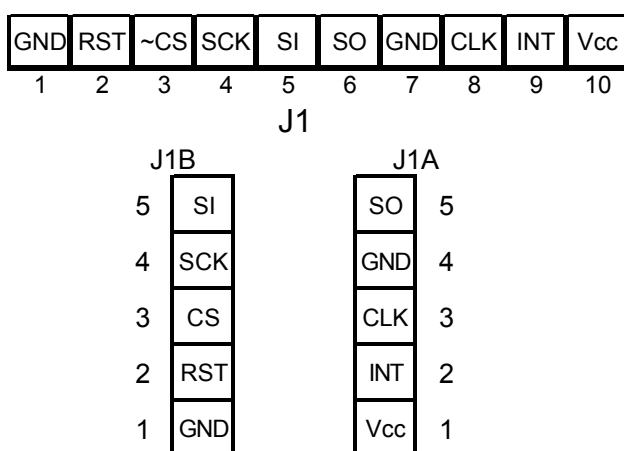 GND RST ~CS SCK SI SO GND CLK INT Vcc
1 2 3 4 5 6 7 8 9 10
J1
J1B J1A
5 SI SO 5
4 SCK GND 4
3 CS CLK 3
2 RST INT 2
1 GND Vcc 1